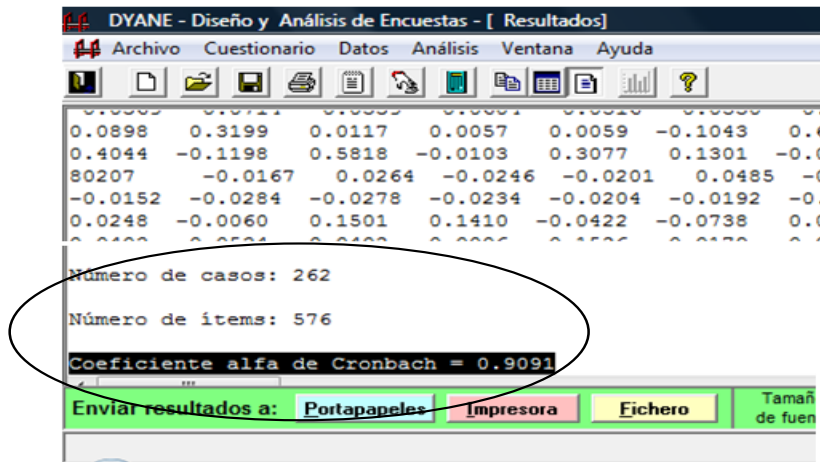 DYANE - Diseño y Análisis de Encuestas - [ Resultados]
Archivo Cuestionario Datos Análisis Ventana Ayuda
0.0898 0.3199 0.0117 0.0057 0.0059 -0.1043
0.4044 -0.1198 0.5818 -0.0103 0.3077 0.1301
80207 -0.0167 0.0264 -0.0246 -0.0201 0.0485
-0.0152 -0.0284 -0.0278 -0.0234 -0.0204 -0.0192
0.0248 -0.0060 0.1501 0.1410 -0.0422 -0.0738
Número de casos: 262
Número de ítems: 576
Coeficiente alfa de Cronbach = 0.9091
Enviar resultados a: Portapapeles Impresora Fichero